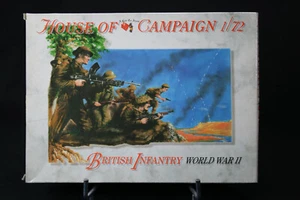 HOUSE OF CAMPAIGN 1/72
BRITISH INFANTRY WORLD WAR II